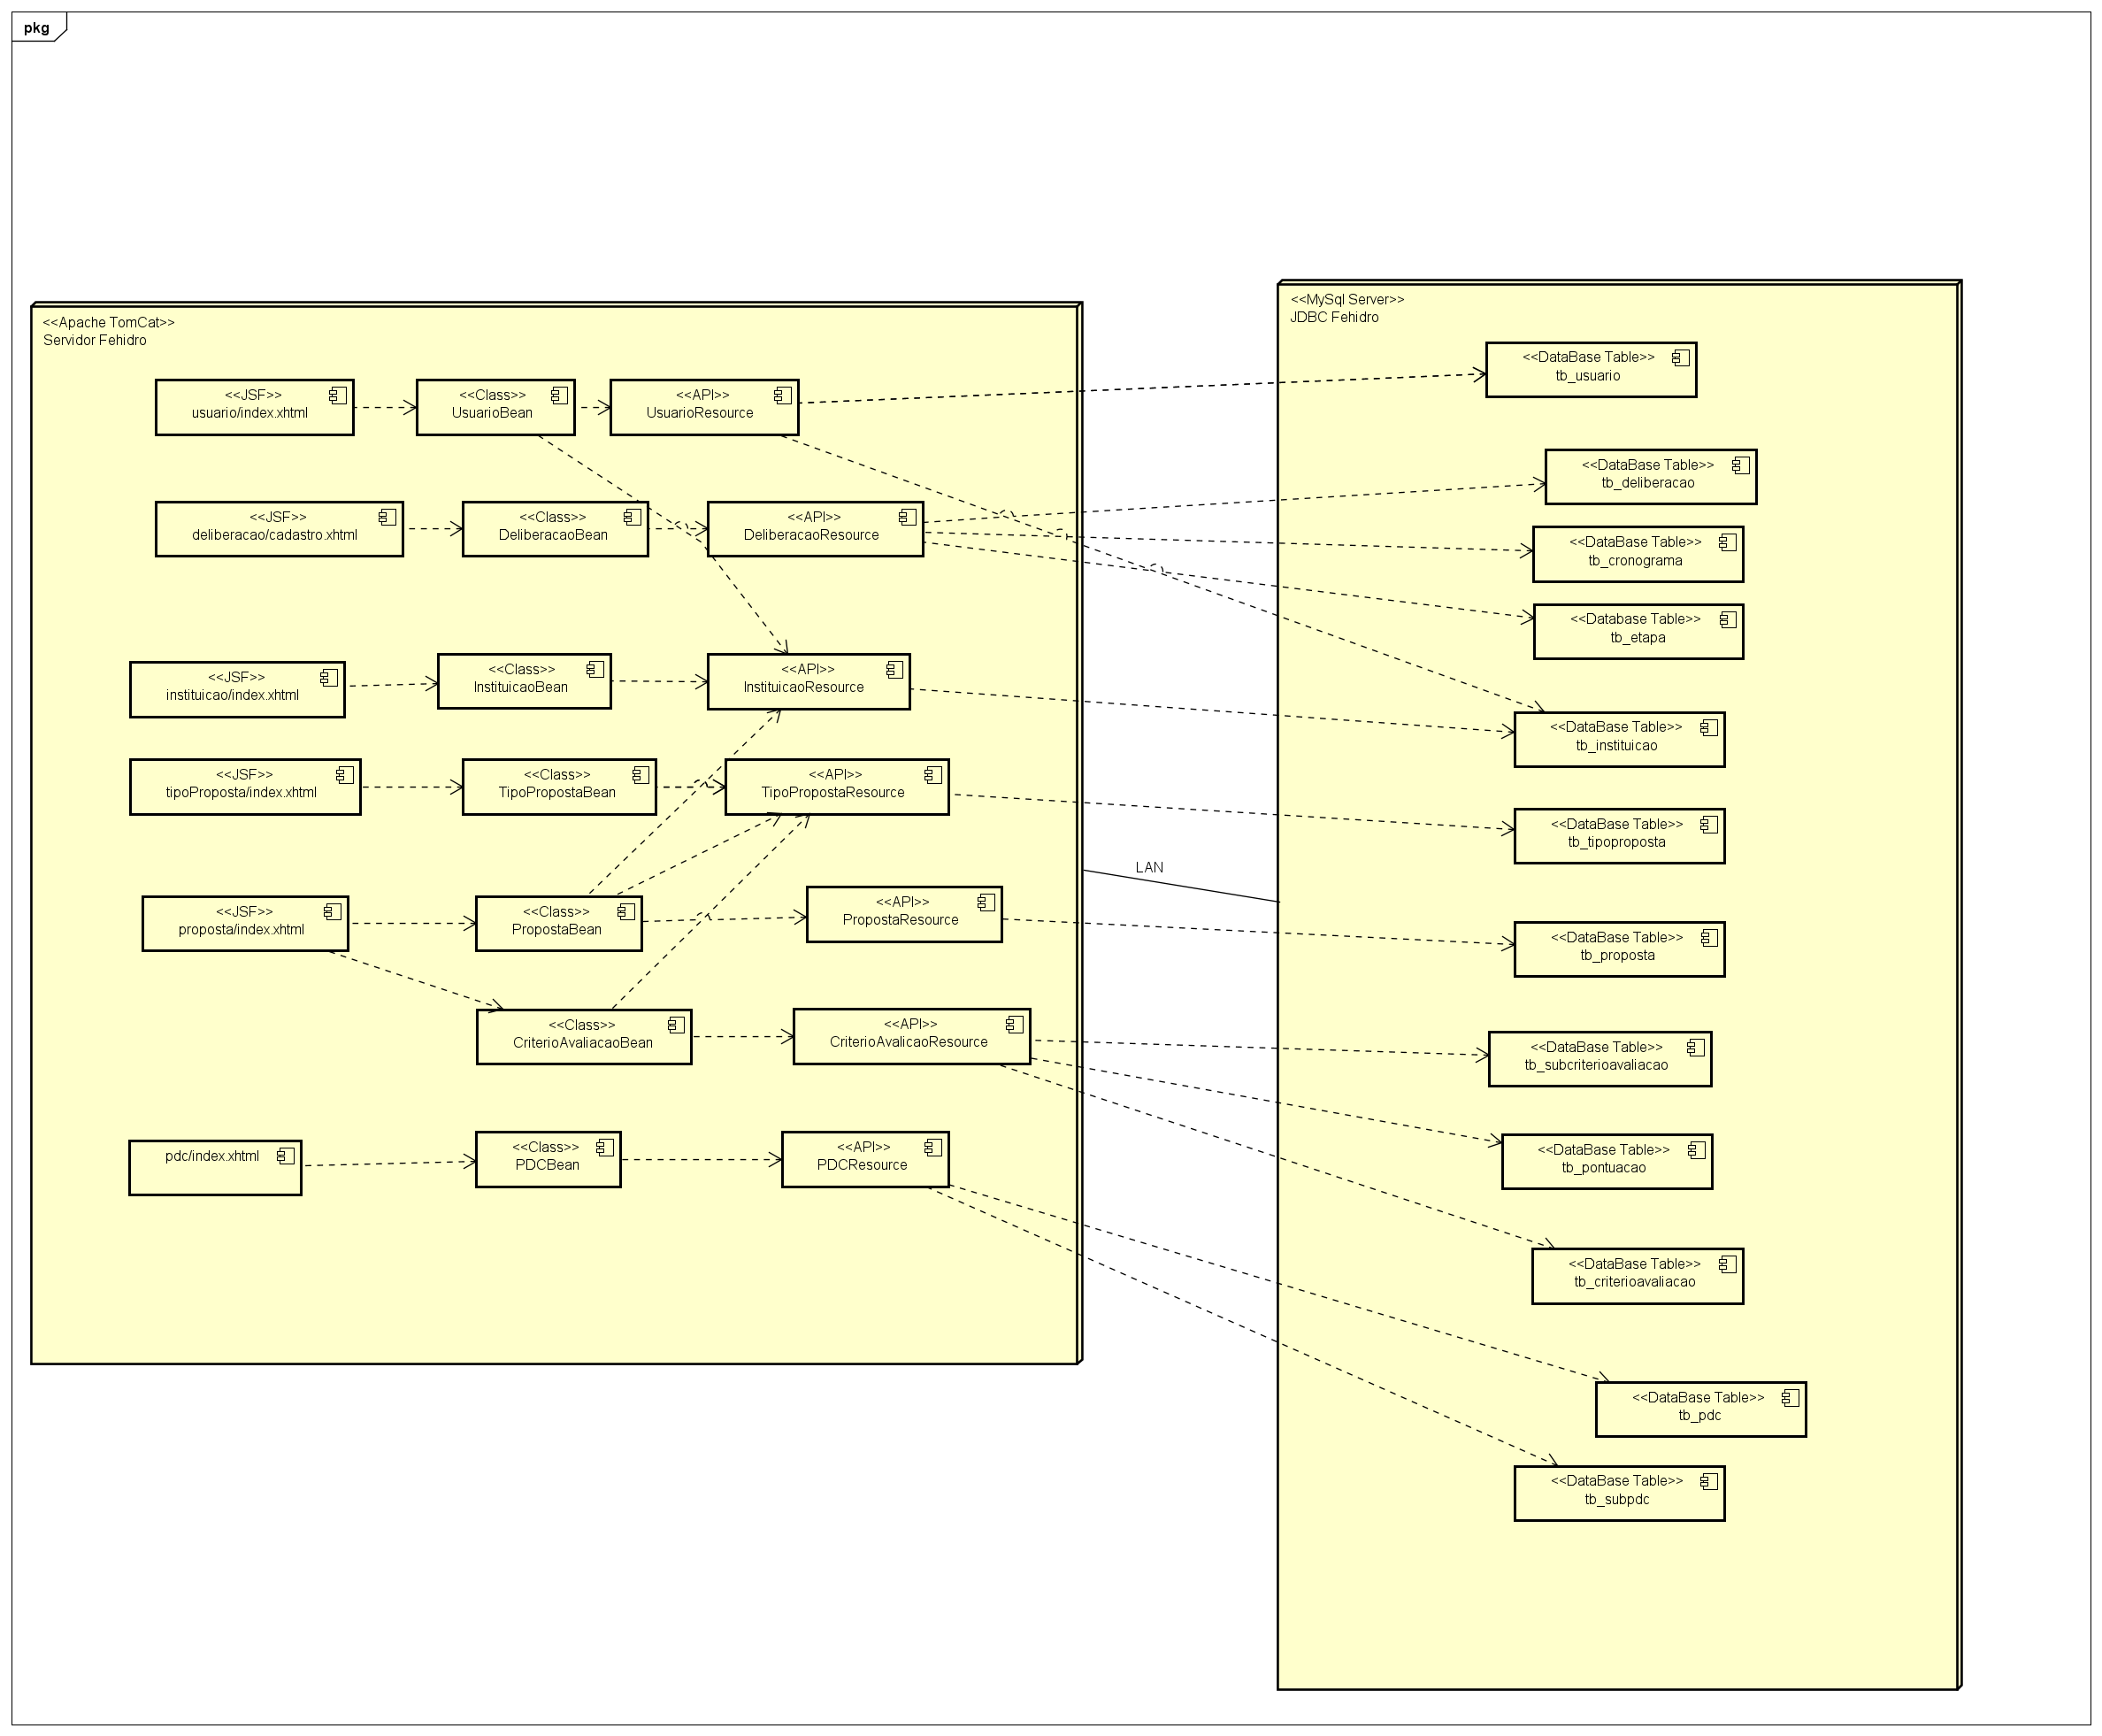 pkg
<<Apache TomCat>>
Servidor Fehidro
<<JSF>>
usuario/index.xhtml
<<Class>>
UsuarioBean
<<API>>
UsuarioResource
<<JSF>>
deliberacao/cadastro.xhtml
<<Class>>
DeliberacaoBean
<<API>>
DeliberacaoResource
<<JSF>>
instituicao/index.xhtml
<<Class>>
InstituicaoBean
<<API>>
InstituicaoResource
<<JSF>>
tipoProposta/index.xhtml
<<Class>>
TipoPropostaBean
<<API>>
TipoPropostaResource
<<JSF>>
proposta/index.xhtml
<<Class>>
PropostaBean
<<API>>
PropostaResource
<<Class>>
CriterioAvaliacaoBean
<<API>>
CriterioAvalicaoResource
pdc/index.xhtml
<<Class>>
PDCBean
<<API>>
PDCResource
LAN
<<MySql Server>>
JDBC Fehidro
<<DataBase Table>>
tb_usuario
<<DataBase Table>>
tb_deliberacao
<<DataBase Table>>
tb_cronograma
<<Database Table>>
tb_etapa
<<DataBase Table>>
tb_instituicao
<<DataBase Table>>
tb_tipoproposta
<<DataBase Table>>
tb_proposta
<<DataBase Table>>
tb_subcriterioavaliacao
<<DataBase Table>>
tb_pontuacao
<<DataBase Table>>
tb_criterioavaliacao
<<DataBase Table>>
tb_pdc
<<DataBase Table>>
tb_subpdc